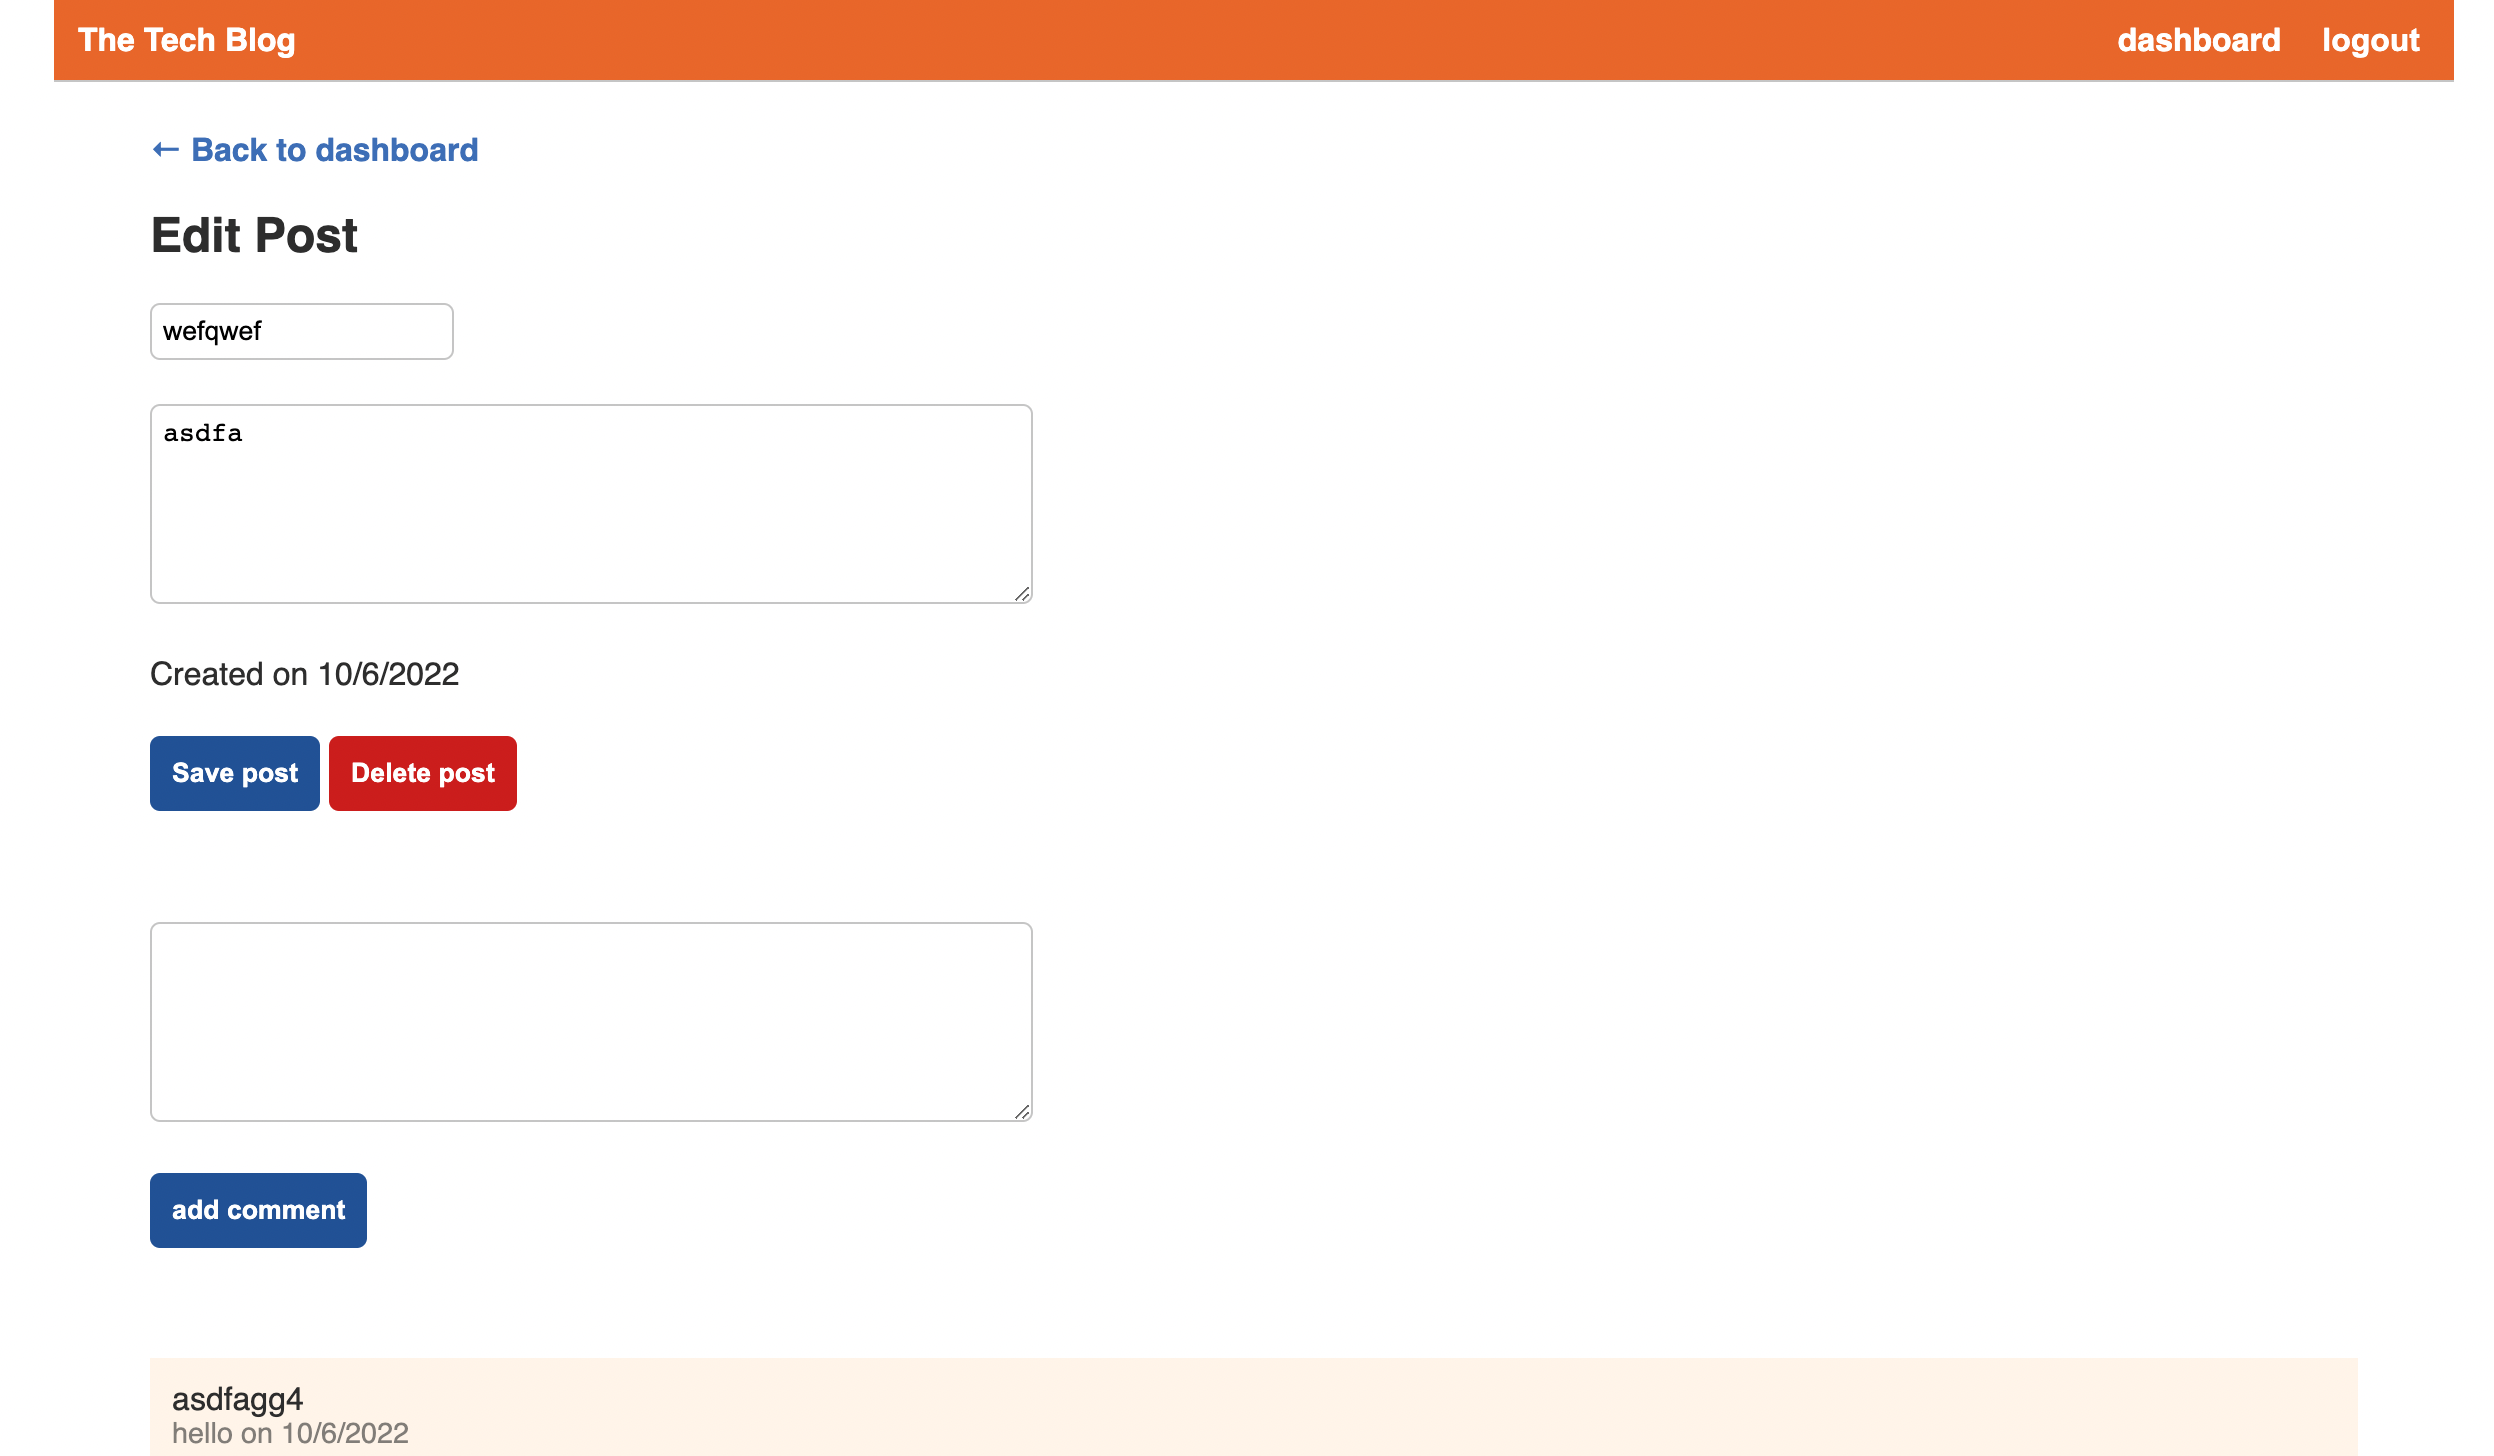 The Tech Blog dashboard logout
← Back to dashboard
Edit Post
wefqwef
asdfa
Created on 10/6/2022
Save post Delete post
add comment
asdfagg4
hello on 10/6/2022